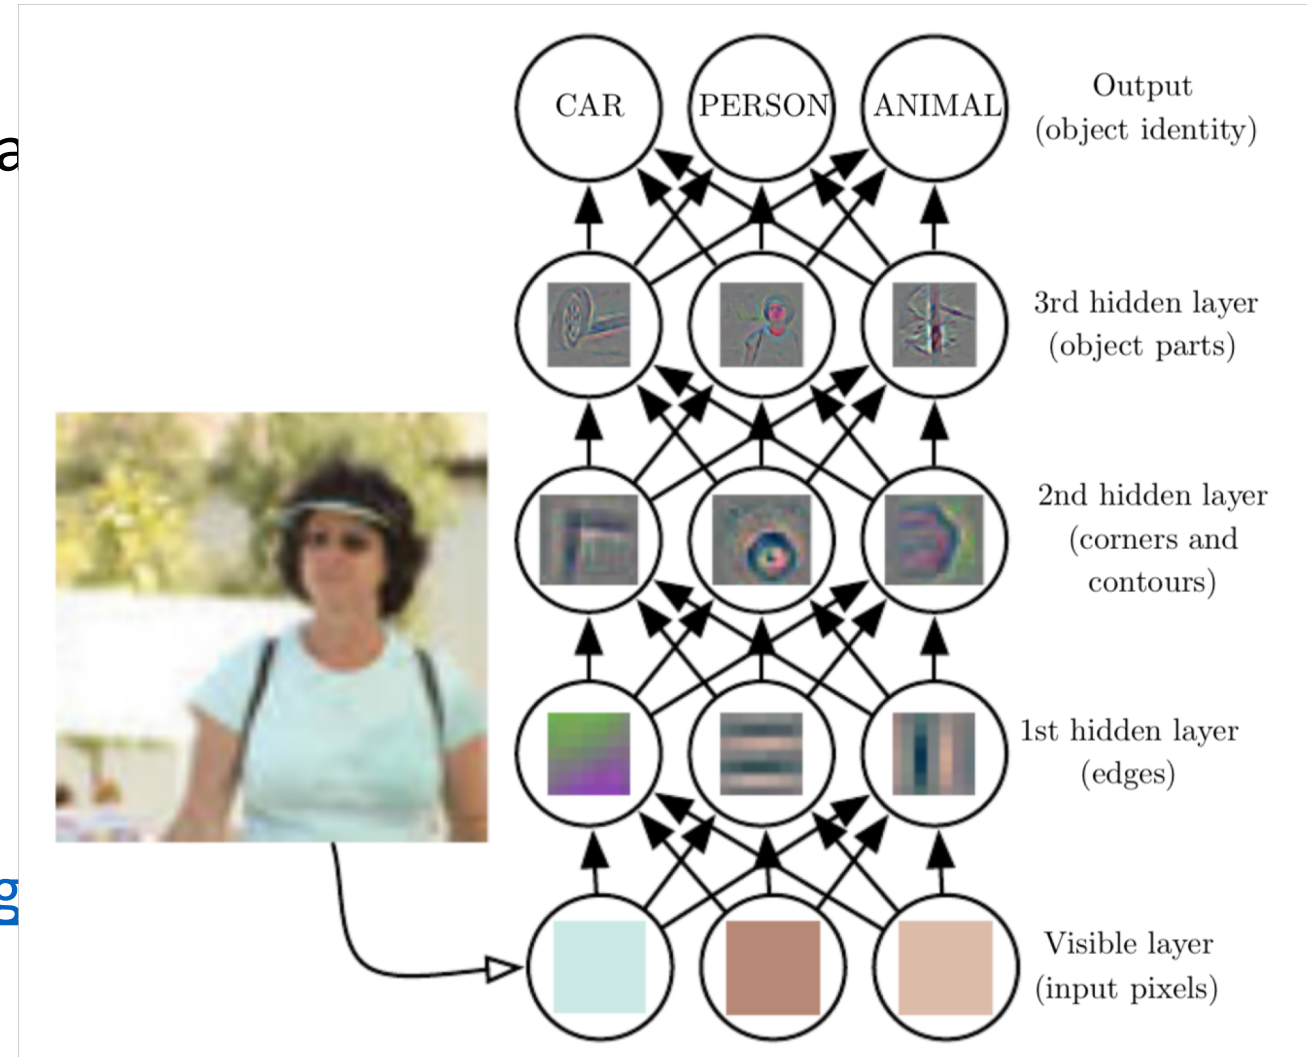 a
CAR PERSON ANIMAL
Output
(object identity)
3rd hidden layer
(object parts)
2nd hidden layer
(corners and
contours)
1st hidden layer
(edges)
g
Visible layer
(input pixels)